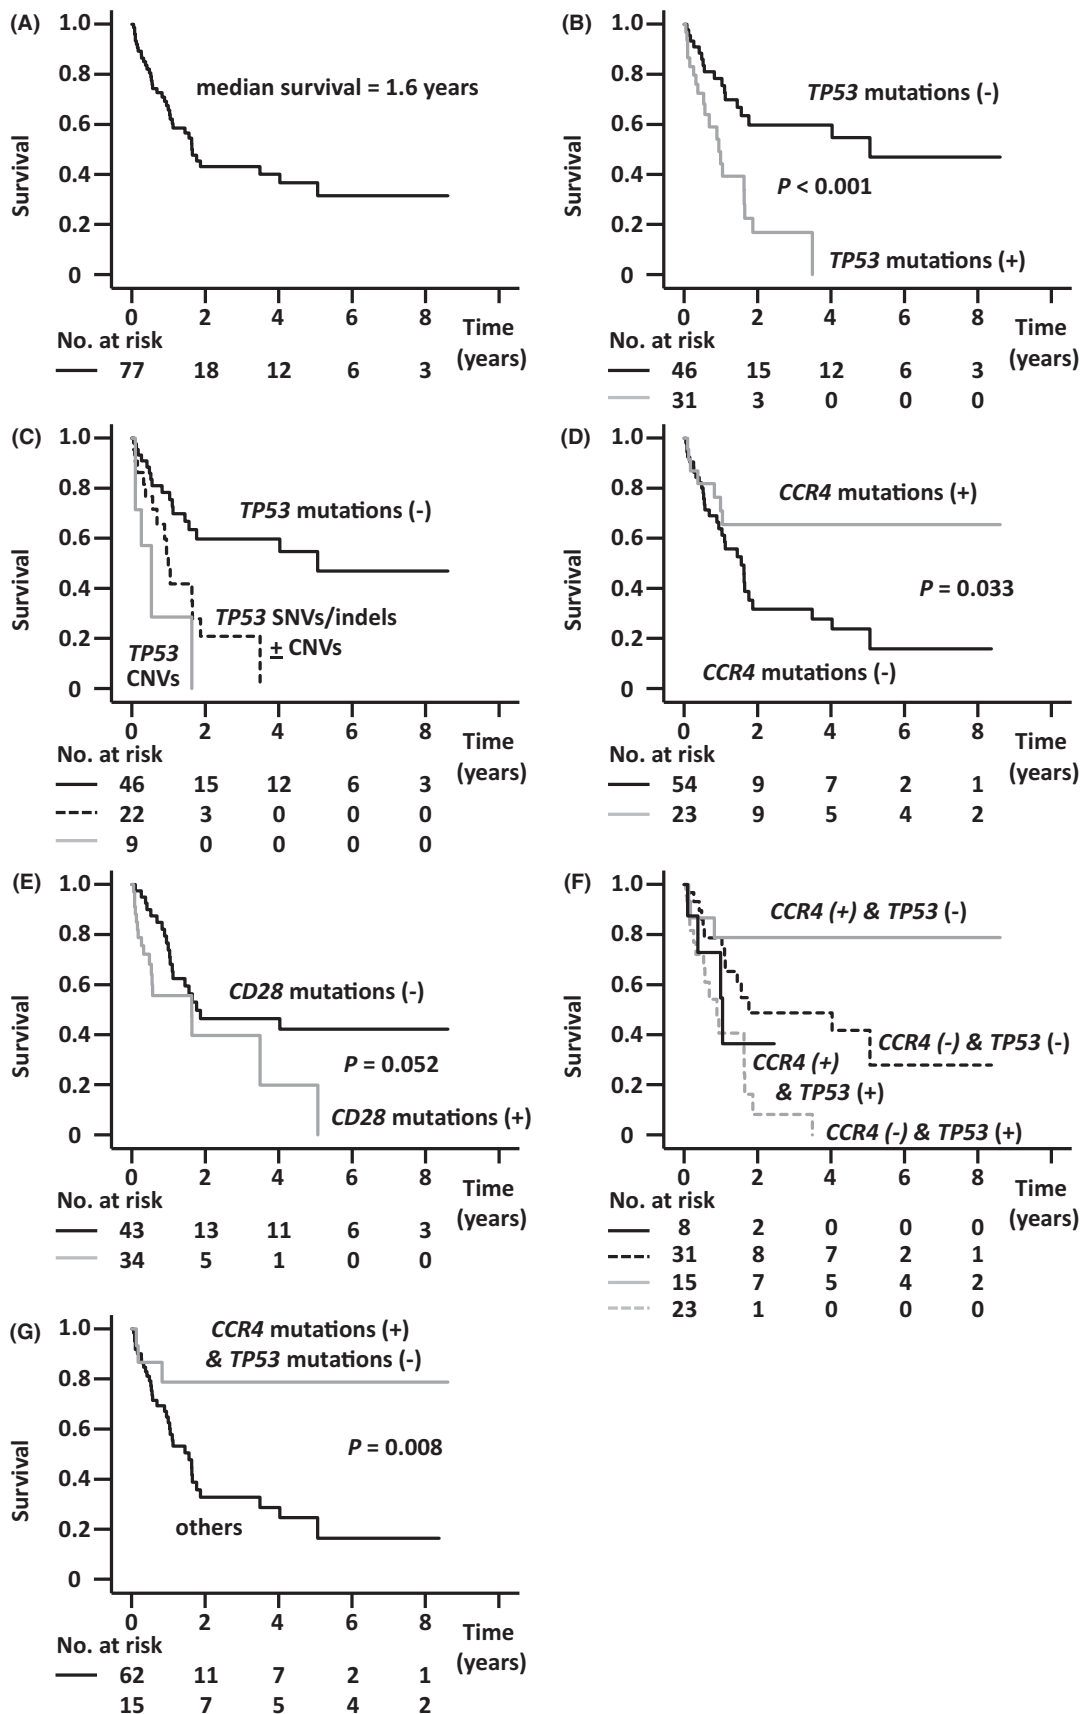 (A)
1.0
0.8
0.6
0.4
0.2
0
Survival
median survival = 1.6 years
0 2 4 6 8 Time
(years)
No. at risk
77 18 12 6 3
(B)
1.0
0.8
0.6
0.4
0.2
0
Survival
TP53 mutations (-)
P < 0.001
TP53 mutations (+)
0 2 4 6 8 Time
(years)
No. at risk
46 15 12 6 3
31 3 0 0 0
(C)
1.0
0.8
0.6
0.4
0.2
0
Survival
TP53 mutations (-)
TP53 SNVs/indels
± CNVs
TP53
CNVs
0 2 4 6 8 Time
(years)
No. at risk
46 15 12 6 3
22 3 0 0 0
9 0 0 0 0
(D)
1.0
0.8
0.6
0.4
0.2
0
Survival
CCR4 mutations (+)
P = 0.033
CCR4 mutations (-)
0 2 4 6 8 Time
(years)
No. at risk
54 9 7 2 1
23 9 5 4 2
(E)
1.0
0.8
0.6
0.4
0.2
0
Survival
CD28 mutations (-)
P = 0.052
CD28 mutations (+)
0 2 4 6 8 Time
(years)
No. at risk
43 13 11 6 3
34 5 1 0 0
(F)
1.0
0.8
0.6
0.4
0.2
0
Survival
CCR4 (+) & TP53 (-)
CCR4 (-) & TP53 (-)
CCR4 (+)
& TP53 (+)
CCR4 (-) & TP53 (+)
0 2 4 6 8 Time
(years)
No. at risk
8 2 0 0 0
31 8 7 2 1
15 7 5 4 2
23 1 0 0 0
(G)
1.0
0.8
0.6
0.4
0.2
0
Survival
CCR4 mutations (+)
& TP53 mutations (-)
P = 0.008
others
0 2 4 6 8 Time
(years)
No. at risk
62 11 7 2 1
15 7 5 4 2